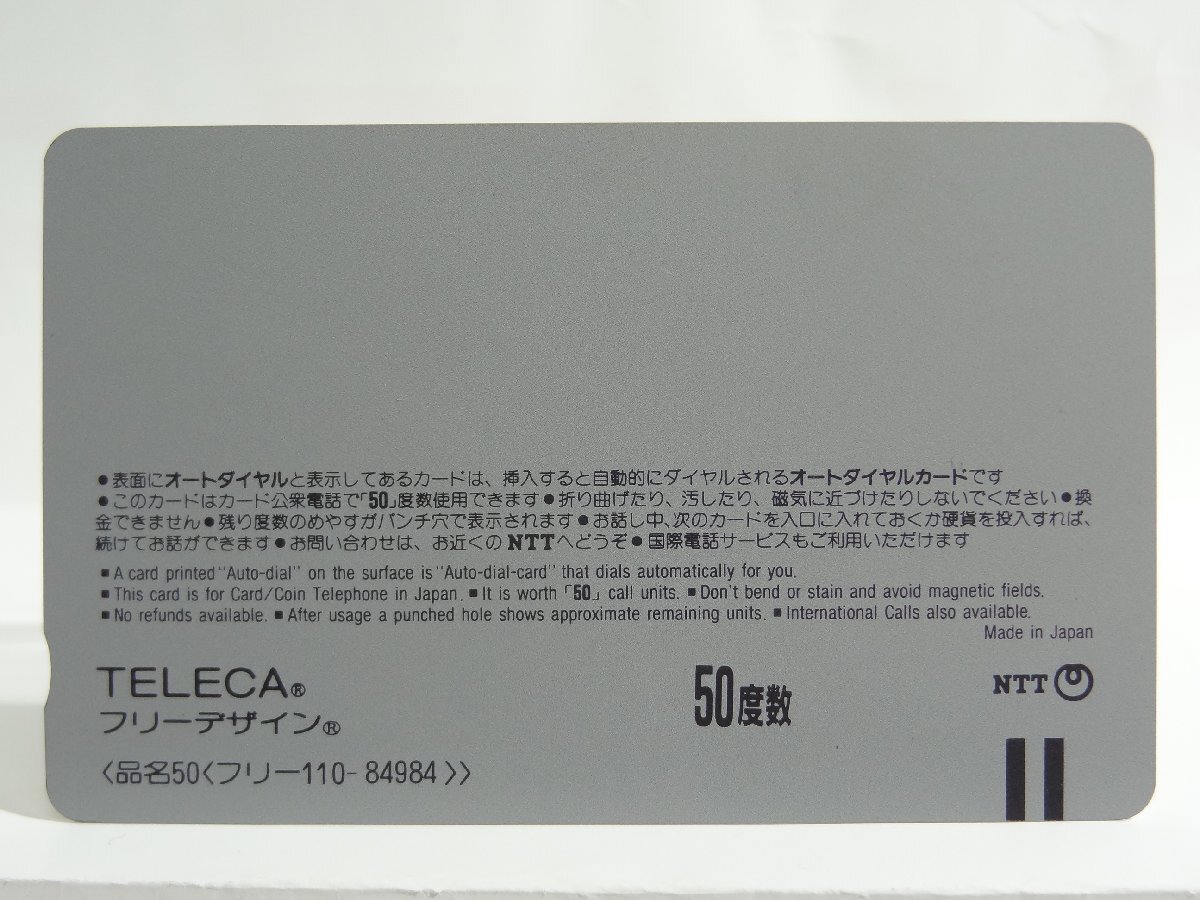 ●表面にオートダイヤルと表示してあるカードは、挿入すると自動的にダイヤルされるオートダイヤルカードです
●このカードはカード公衆電話で「50」度数使用できます●折り曲げたり、汚したり、磁気に近づけたりしないでください●換
金できません●残り度数のめやすがパンチ穴で表示されます●お話し中、次のカードを入口に入れておくか硬貨を投入すれば、
続けてお話ができます●お問い合わせは、お近くのNTTへどうぞ●国際電話サービスもご利用いただけます
■A card printed "Auto-dial" on the surface is "Auto-dial-card" that dials automatically for you.
■This card is for Card/Coin Telephone in Japan. ■It is worth「50」call units. ■Don't bend or stain and avoid magnetic fields.
■No refunds available. ■After usage a punched hole shows approximate remaining units. ■International Calls also available.
Made in Japan
TELECA®
フリーデザイン®
50度数
NTT
〈品名50〈フリー110-84984〉〉